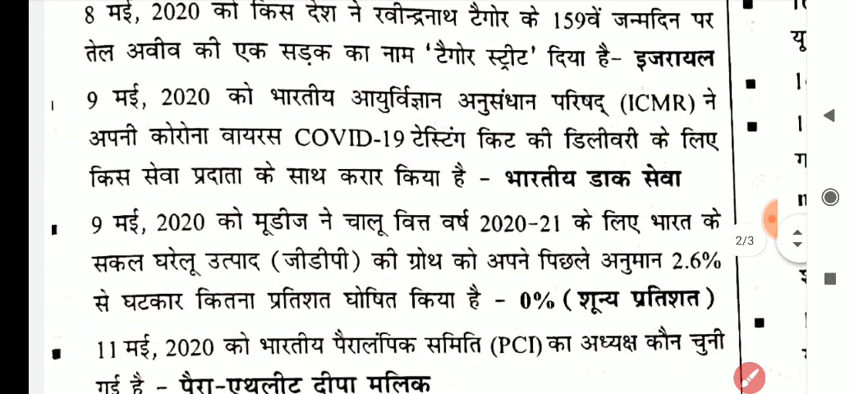 8 मई, 2020 को किस देश ने रवीन्द्रनाथ टैगोर के 159वें जन्मदिन पर
तेल अवीव की एक सड़क का नाम 'टैगोर स्ट्रीट' दिया है- इजरायल
9 मई, 2020 को भारतीय आयुर्विज्ञान अनुसंधान परिषद् (ICMR) ने
अपनी कोरोना वायरस COVID-19 टेस्टिंग किट की डिलीवरी के लिए
किस सेवा प्रदाता के साथ करार किया है - भारतीय डाक सेवा
9 मई, 2020 को मूडीज ने चालू वित्त वर्ष 2020-21 के लिए भारत के
सकल घरेलू उत्पाद (जीडीपी) की ग्रोथ को अपने पिछले अनुमान 2.6%
से घटकार कितना प्रतिशत घोषित किया है - 0% (शून्य प्रतिशत)
11 मई, 2020 को भारतीय पैरालंपिक समिति (PCI) का अध्यक्ष कौन चुनी
गई है - पैरा-एथलीट दीपा मलिक
2/3